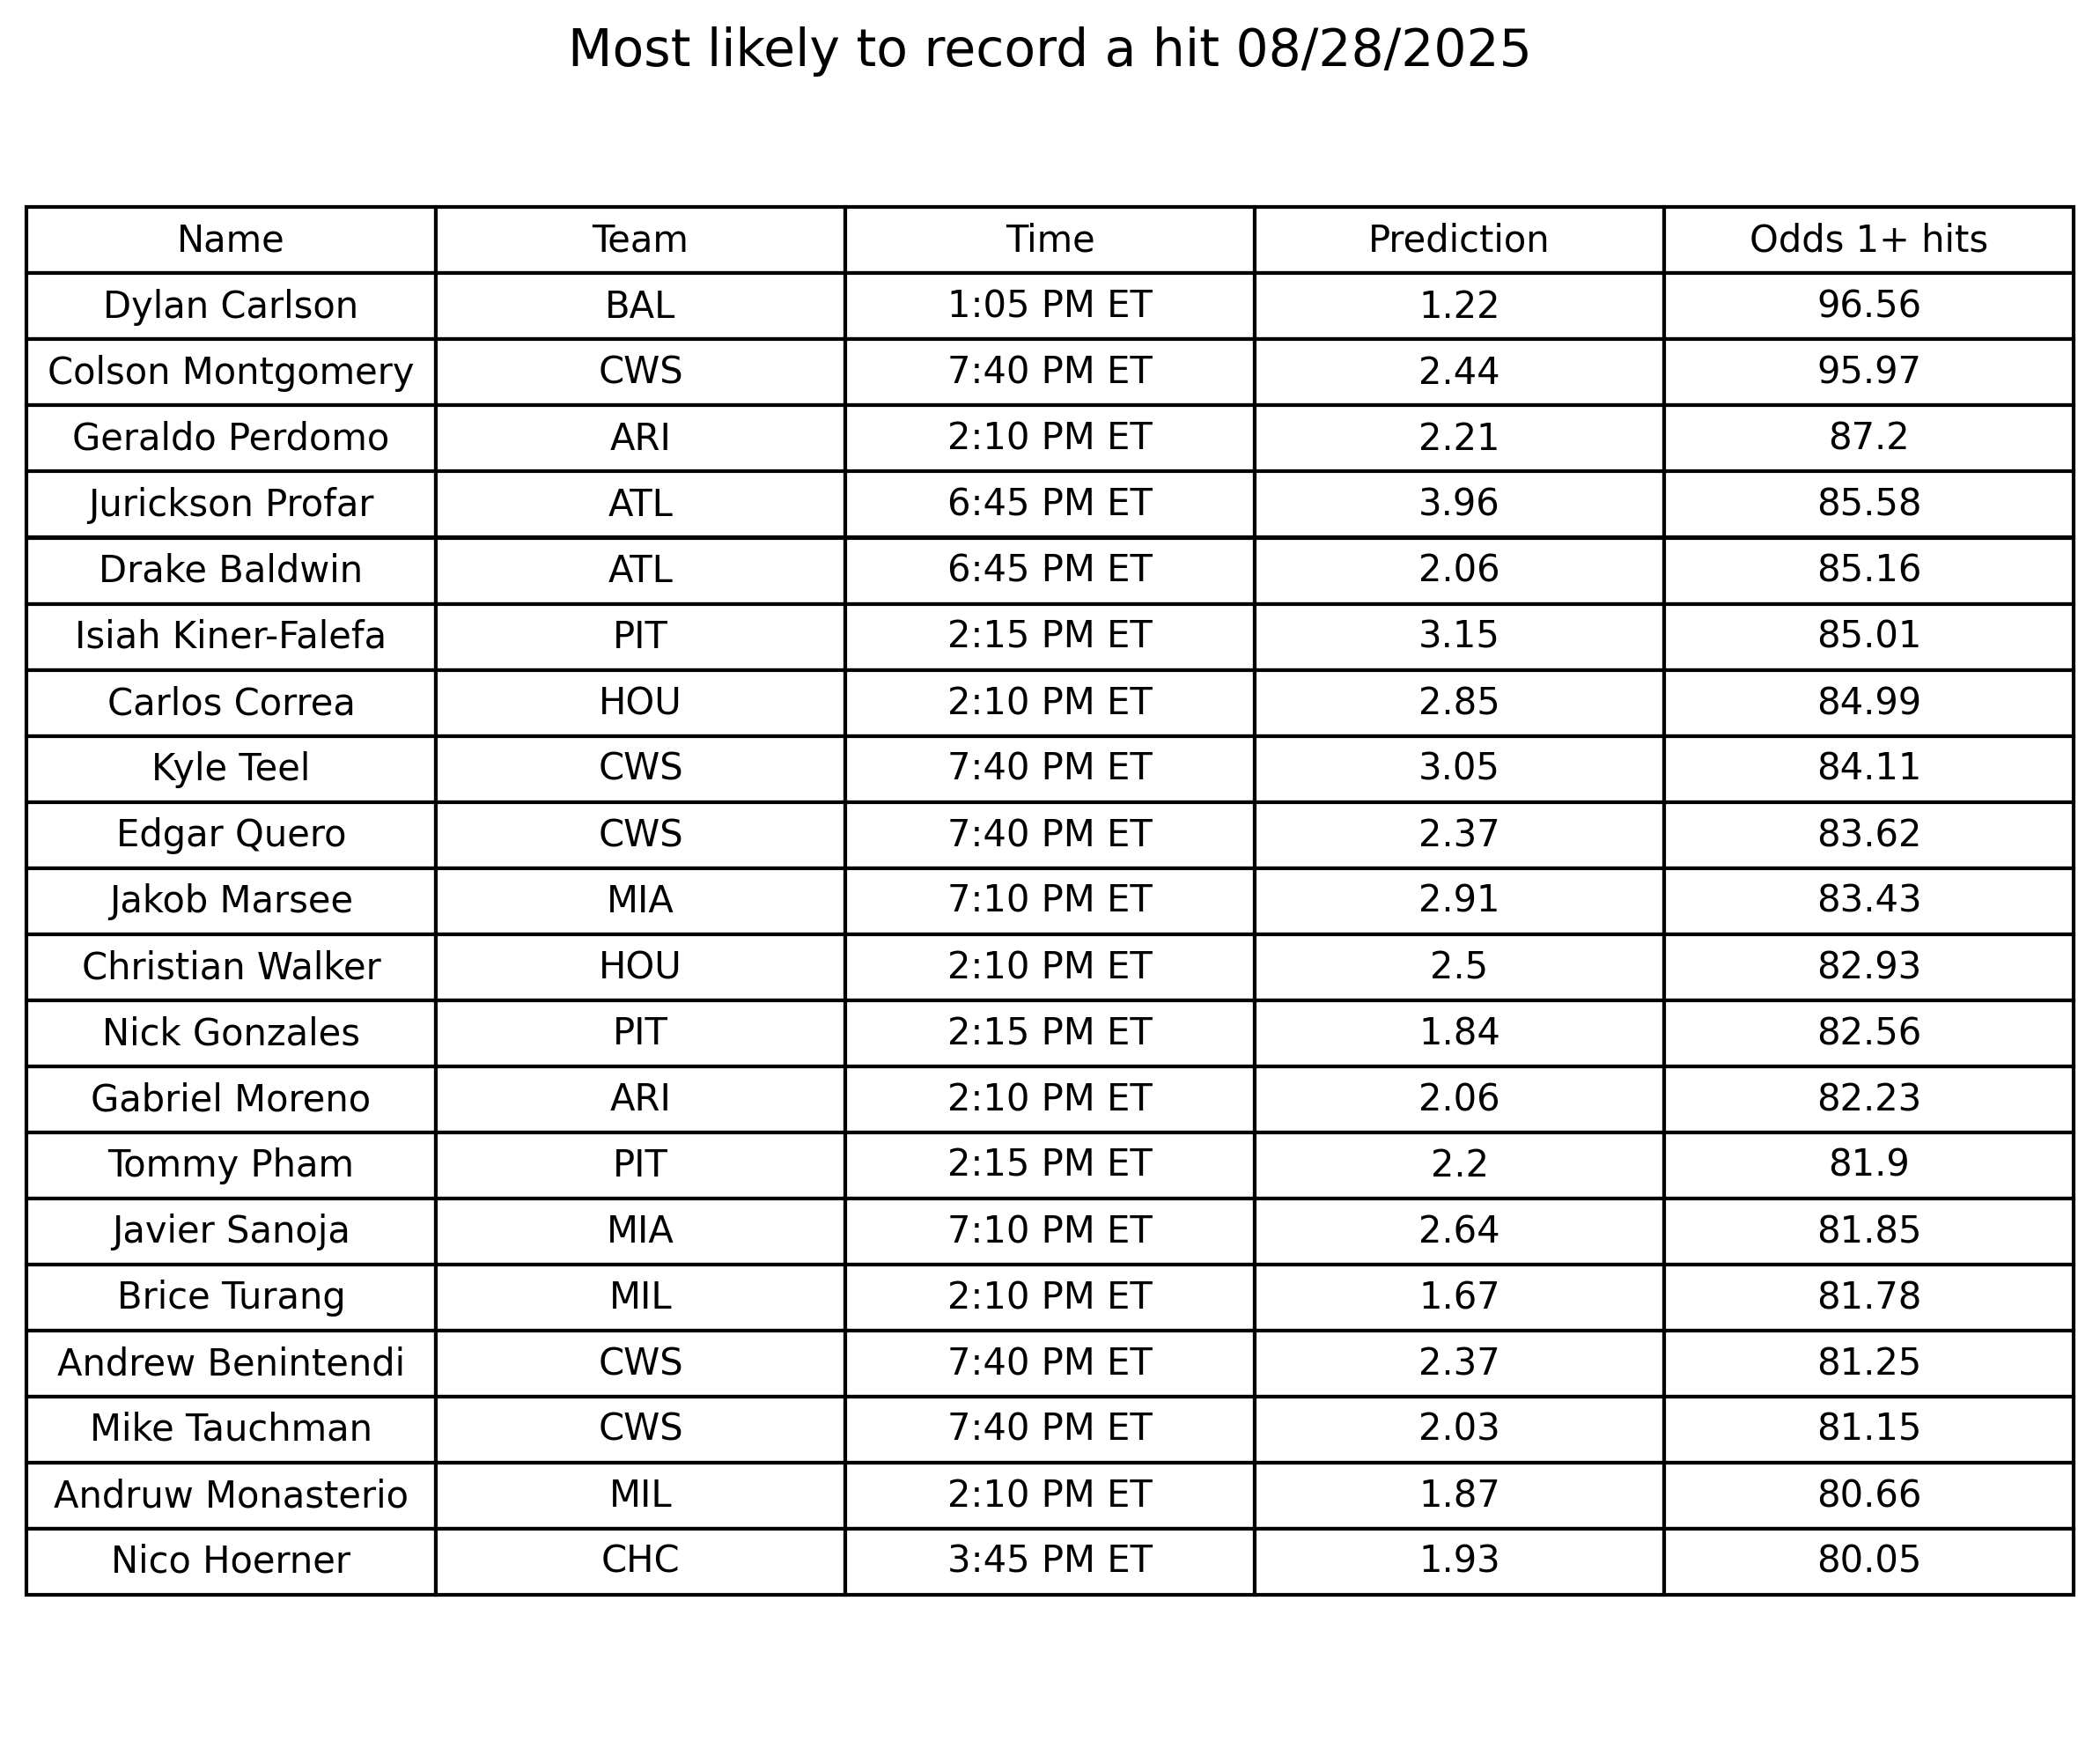 Most likely to record a hit 08/28/2025
Name Team Time Prediction Odds 1+ hits
Dylan Carlson BAL 1:05 PM ET 1.22 96.56
Colson Montgomery CWS 7:40 PM ET 2.44 95.97
Geraldo Perdomo ARI 2:10 PM ET 2.21 87.2
Jurickson Profar ATL 6:45 PM ET 3.96 85.58
Drake Baldwin ATL 6:45 PM ET 2.06 85.16
Isiah Kiner-Falefa PIT 2:15 PM ET 3.15 85.01
Carlos Correa HOU 2:10 PM ET 2.85 84.99
Kyle Teel CWS 7:40 PM ET 3.05 84.11
Edgar Quero CWS 7:40 PM ET 2.37 83.62
Jakob Marsee MIA 7:10 PM ET 2.91 83.43
Christian Walker HOU 2:10 PM ET 2.5 82.93
Nick Gonzales PIT 2:15 PM ET 1.84 82.56
Gabriel Moreno ARI 2:10 PM ET 2.06 82.23
Tommy Pham PIT 2:15 PM ET 2.2 81.9
Javier Sanoja MIA 7:10 PM ET 2.64 81.85
Brice Turang MIL 2:10 PM ET 1.67 81.78
Andrew Benintendi CWS 7:40 PM ET 2.37 81.25
Mike Tauchman CWS 7:40 PM ET 2.03 81.15
Andruw Monasterio MIL 2:10 PM ET 1.87 80.66
Nico Hoerner CHC 3:45 PM ET 1.93 80.05